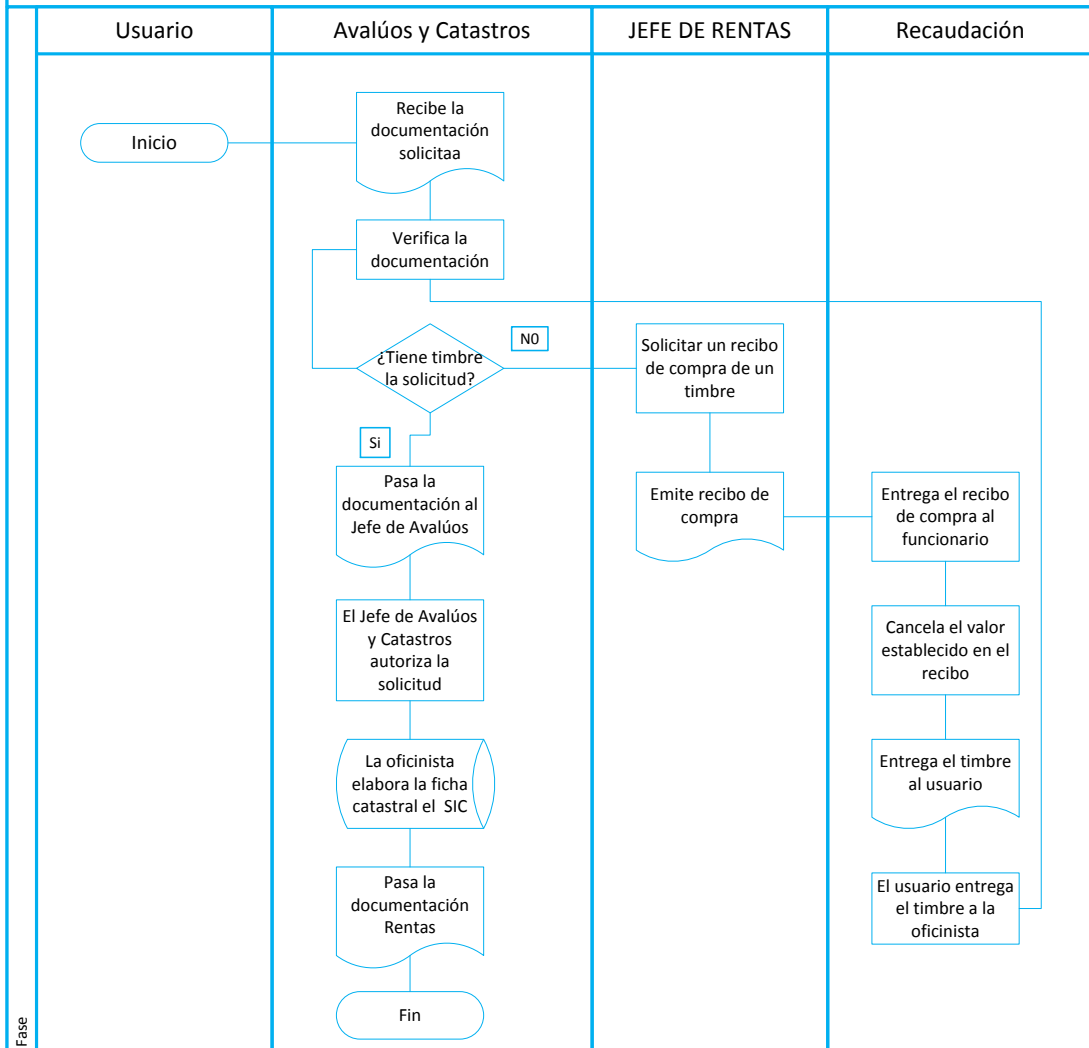 Usuario
Avalúos y Catastros
JEFE DE RENTAS
Recaudación
Inicio
Recibe la
documentación
solicitaa
Verifica la
documentación
¿Tiene timbre
la solicitud?
N0
Solicitar un recibo
de compra de un
timbre
Si
Pasa la
documentación al
Jefe de Avalúos
Emite recibo de
compra
Entrega el recibo
de compra al
funcionario
El Jefe de Avalúos
y Catastros
autoriza la
solicitud
Cancela el valor
establecido en el
recibo
La oficinista
elabora la ficha
catastral el  SIC
Entrega el timbre
al usuario
Pasa la
documentación
Rentas
El usuario entrega
el timbre a la
oficinista
Fin
Fase